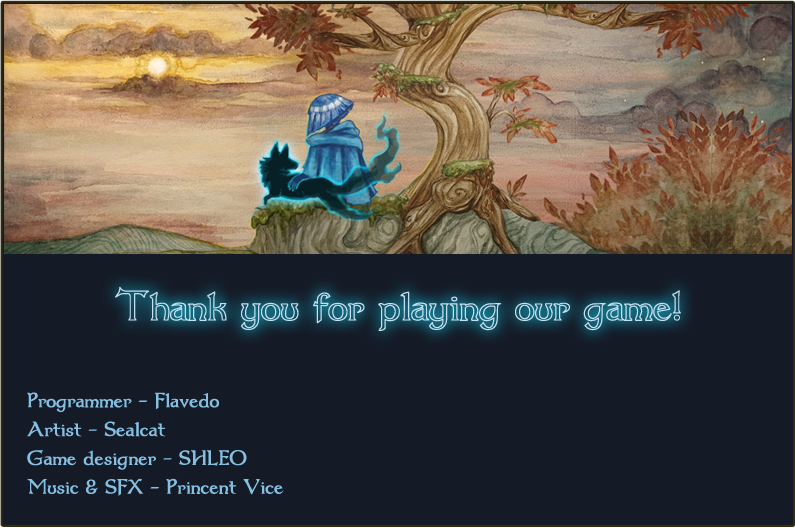 Thank you for playing our game!
Programmer - Flavedo
Artist - Sealcat
Game designer - SHLEO
Music & SFX - Princent Vice